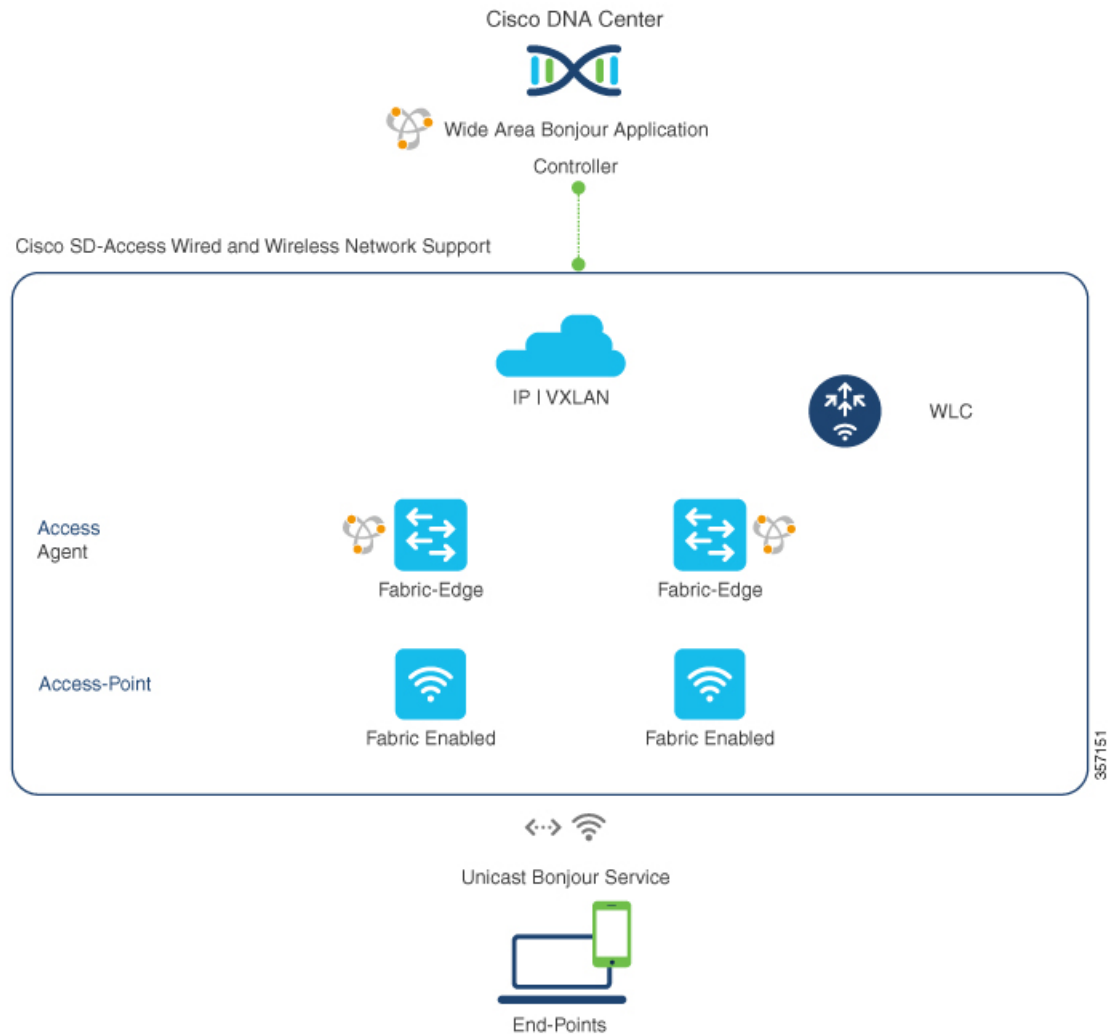 Cisco DNA Center
Wide Area Bonjour Application
Controller
Cisco SD-Access Wired and Wireless Network Support
IP | VXLAN
WLC
Access
Agent
Fabric-Edge
Fabric-Edge
Access-Point
Fabric Enabled
Fabric Enabled
357151
Unicast Bonjour Service
End-Points